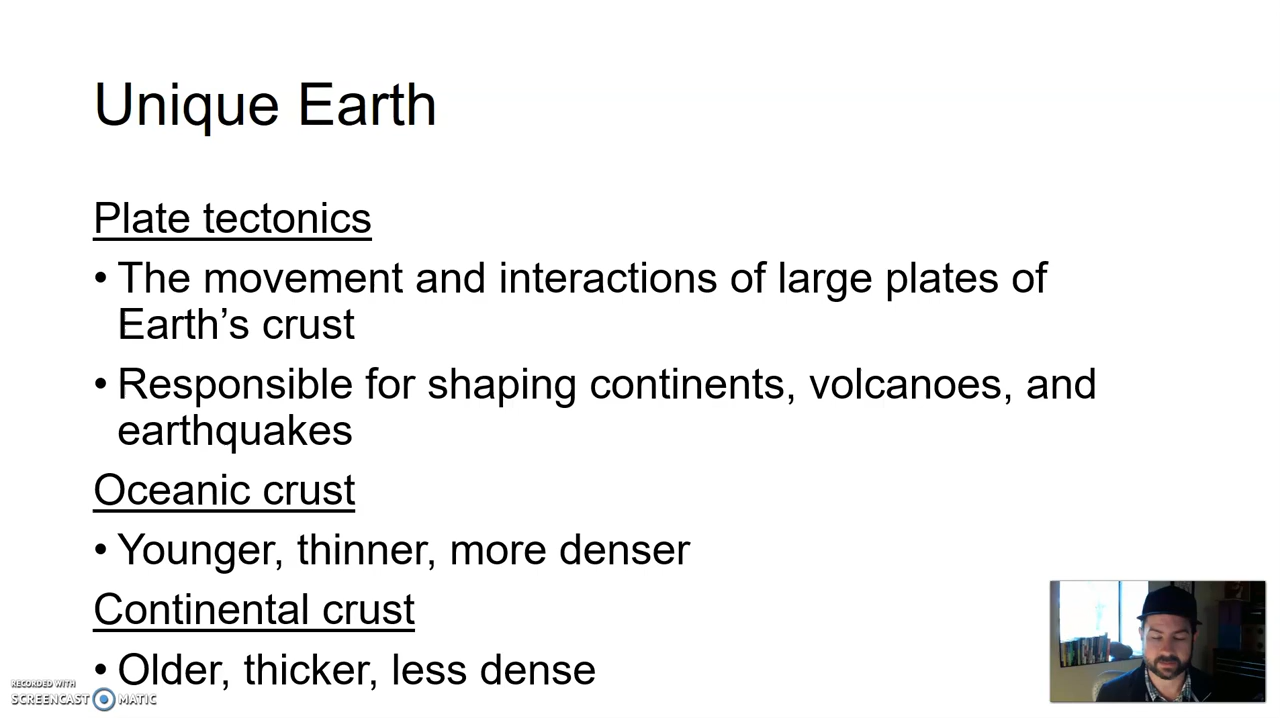 Unique Earth
Plate tectonics
• The movement and interactions of large plates of
Earth’s crust
• Responsible for shaping continents, volcanoes, and
earthquakes
Oceanic crust
• Younger, thinner, more denser
Continental crust
• Older, thicker, less dense
RECORDED WITH
SCREENCAST MATIC